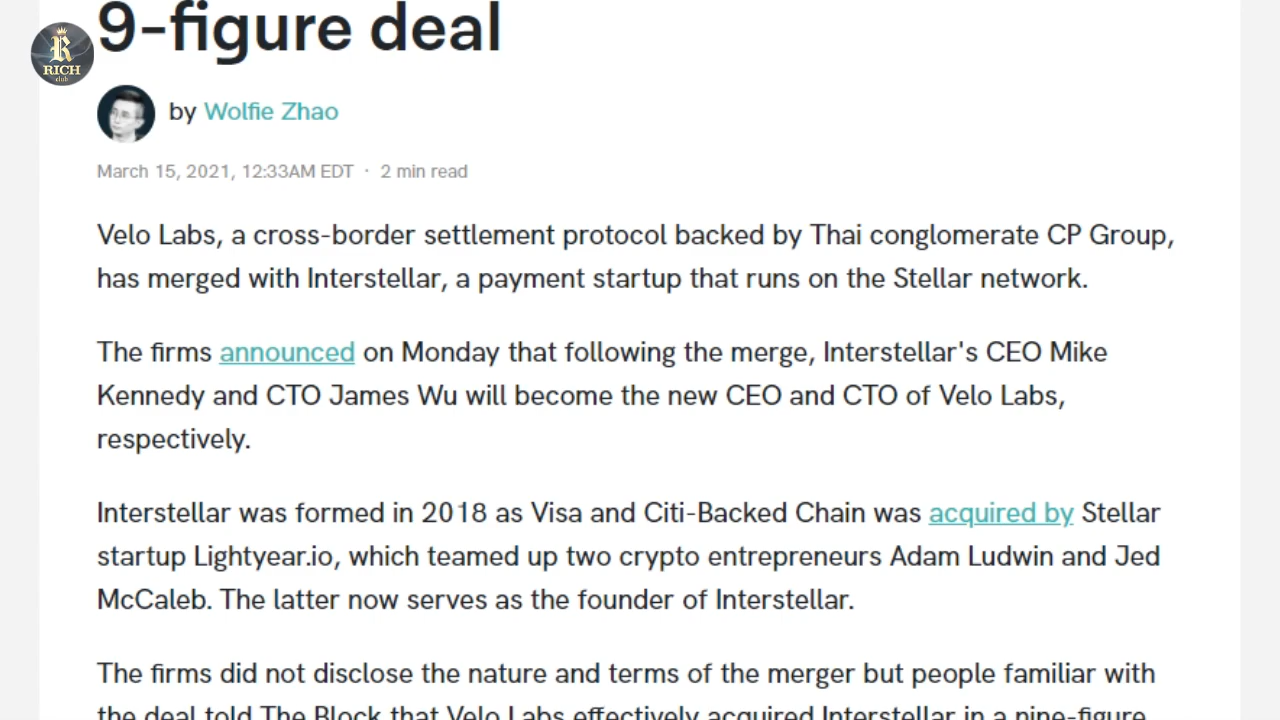 9-figure deal
R
RICH
club
by Wolfie Zhao
March 15, 2021, 12:33AM EDT · 2 min read
Velo Labs, a cross-border settlement protocol backed by Thai conglomerate CP Group,
has merged with Interstellar, a payment startup that runs on the Stellar network.
The firms announced on Monday that following the merge, Interstellar's CEO Mike
Kennedy and CTO James Wu will become the new CEO and CTO of Velo Labs,
respectively.
Interstellar was formed in 2018 as Visa and Citi-Backed Chain was acquired by Stellar
startup Lightyear.io, which teamed up two crypto entrepreneurs Adam Ludwin and Jed
McCaleb. The latter now serves as the founder of Interstellar.
The firms did not disclose the nature and terms of the merger but people familiar with
the deal told The Block that Velo Labs effectively acquired Interstellar in a nine-figure